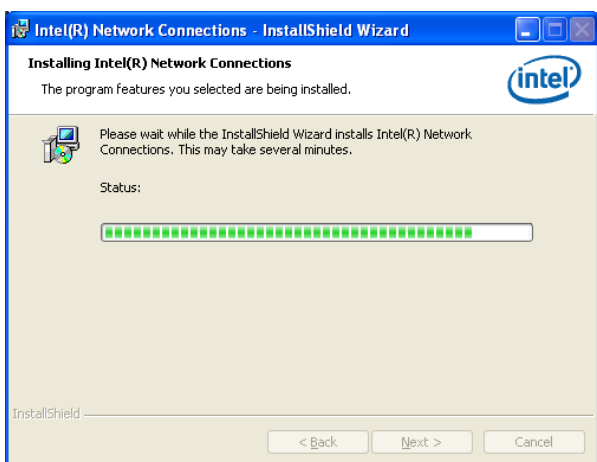 Intel(R) Network Connections - InstallShield Wizard
Installing Intel(R) Network Connections
The program features you selected are being installed.
intel
Please wait while the InstallShield Wizard installs Intel(R) Network
Connections. This may take several minutes.
Status:
InstallShield
< Back Next > Cancel